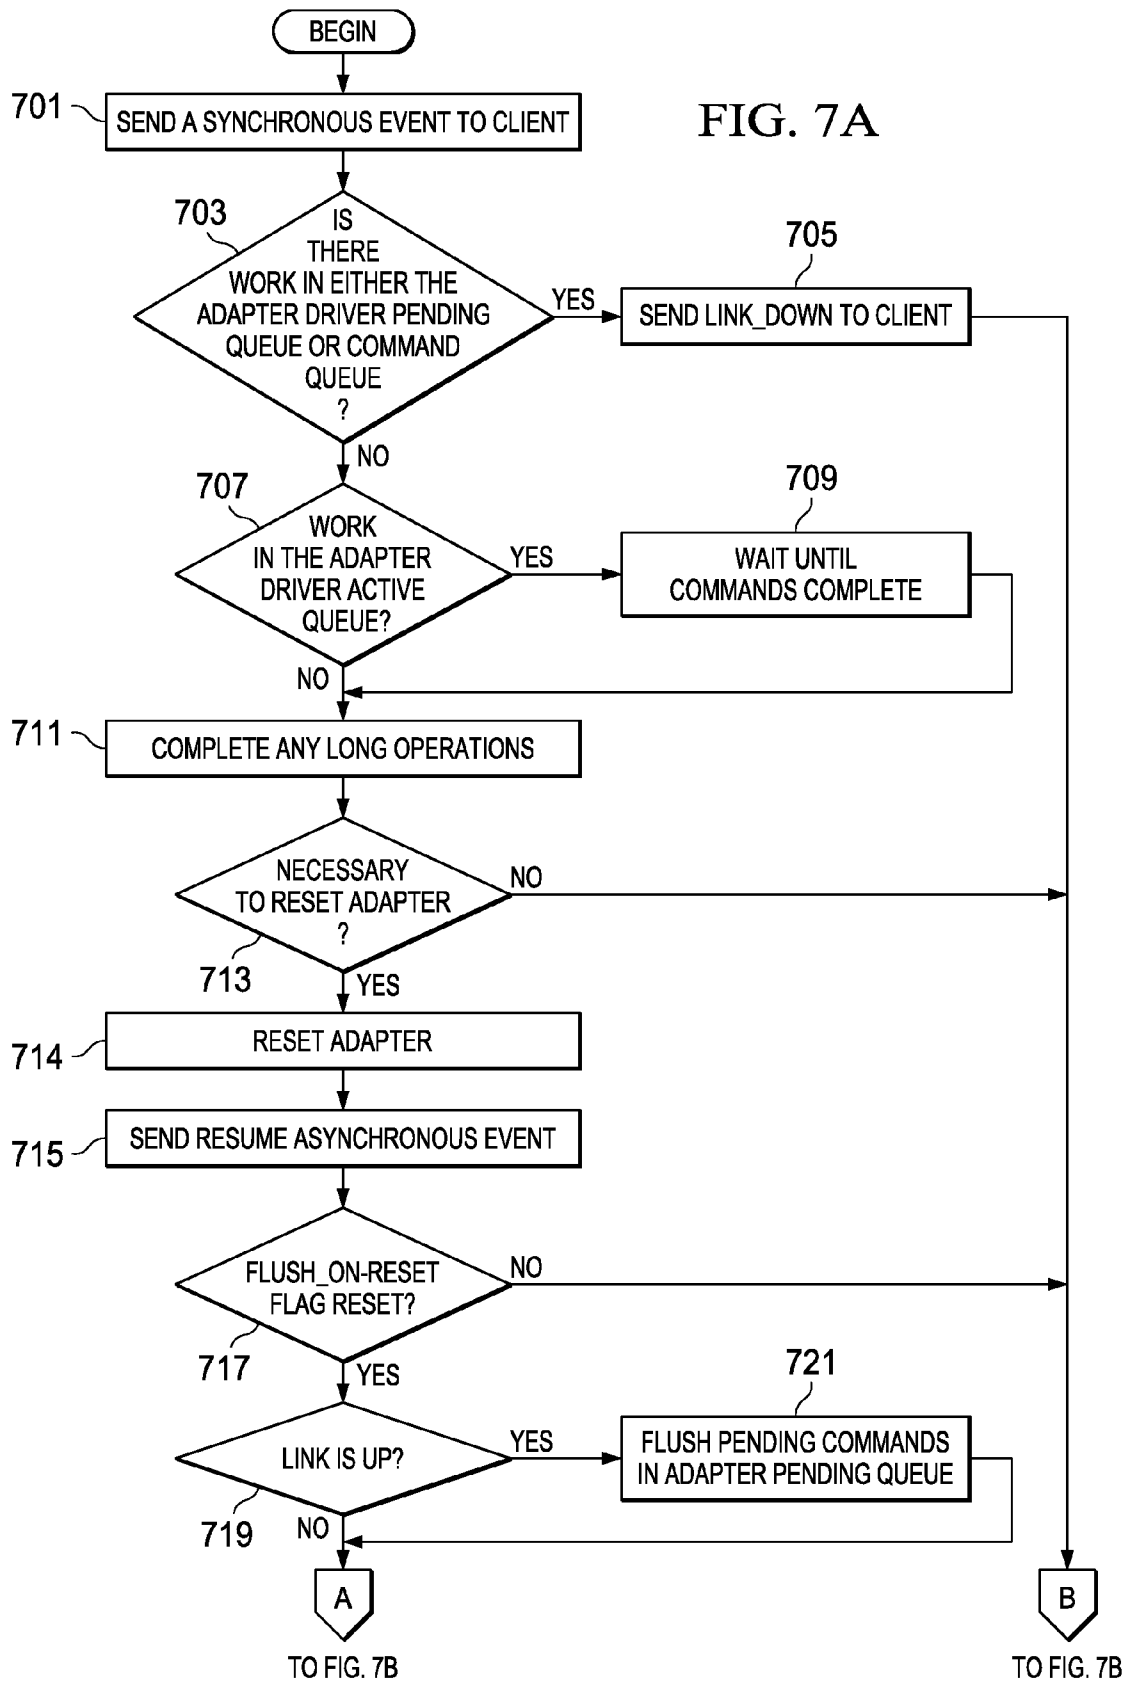 BEGIN
701
SEND A SYNCHRONOUS EVENT TO CLIENT
FIG. 7A
703
IS
THERE
WORK IN EITHER THE
ADAPTER DRIVER PENDING
QUEUE OR COMMAND
QUEUE
?
YES
705
SEND LINK_DOWN TO CLIENT
NO
707
WORK
IN THE ADAPTER
DRIVER ACTIVE
QUEUE?
YES
709
WAIT UNTIL
COMMANDS COMPLETE
NO
711
COMPLETE ANY LONG OPERATIONS
NECESSARY
TO RESET ADAPTER
?
NO
713
YES
714
RESET ADAPTER
715
SEND RESUME ASYNCHRONOUS EVENT
FLUSH_ON-RESET
FLAG RESET?
NO
717
YES
LINK IS UP?
YES
721
FLUSH PENDING COMMANDS
IN ADAPTER PENDING QUEUE
719
NO
A
B
TO FIG. 7B
TO FIG. 7B